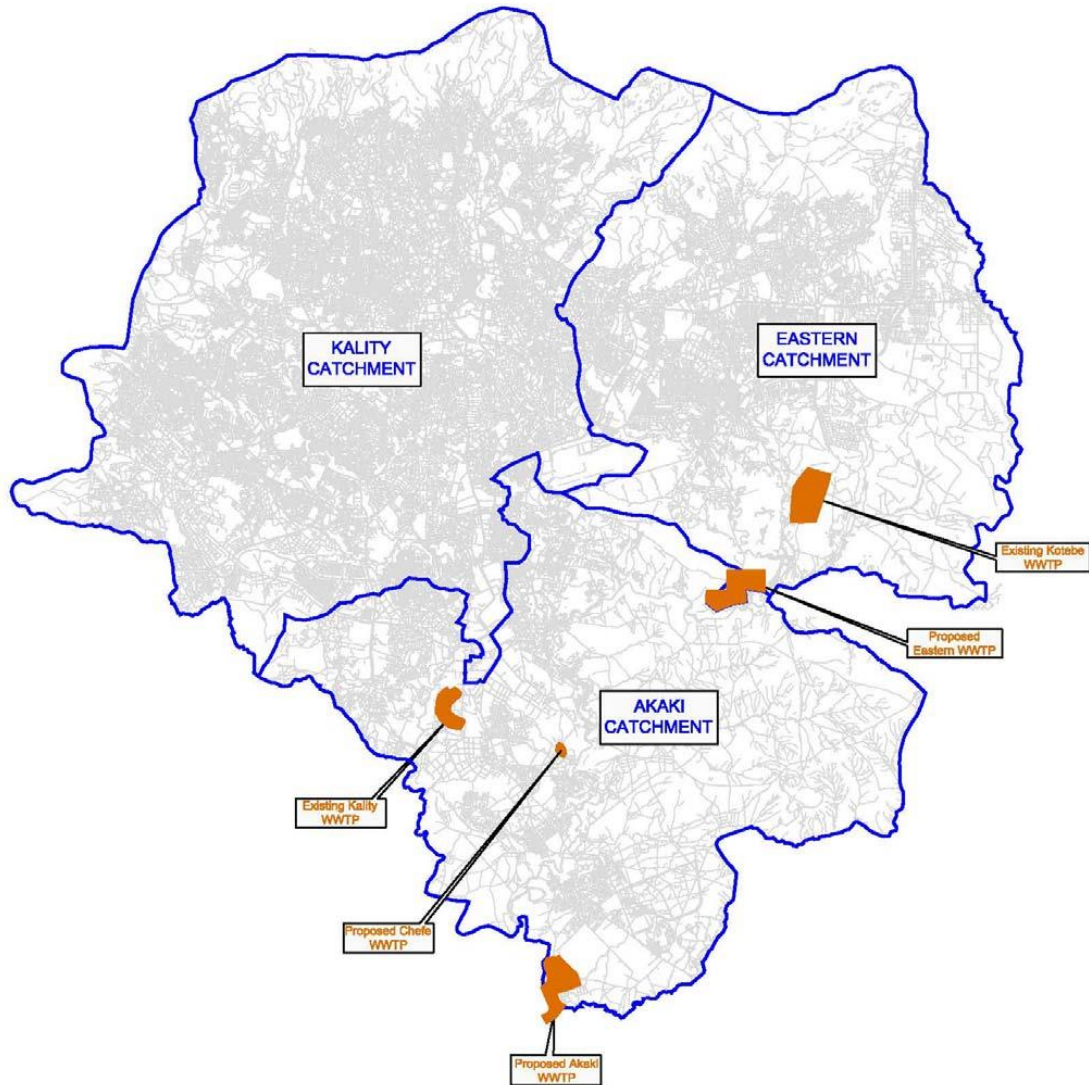 KALITY
CATCHMENT
EASTERN
CATCHMENT
Existing Kotebe
WWTP
Proposed
Eastern WWTP
AKAKI
CATCHMENT
Existing Kality
WWTP
Proposed Chefe
WWTP
Proposed Akaki
WWTP